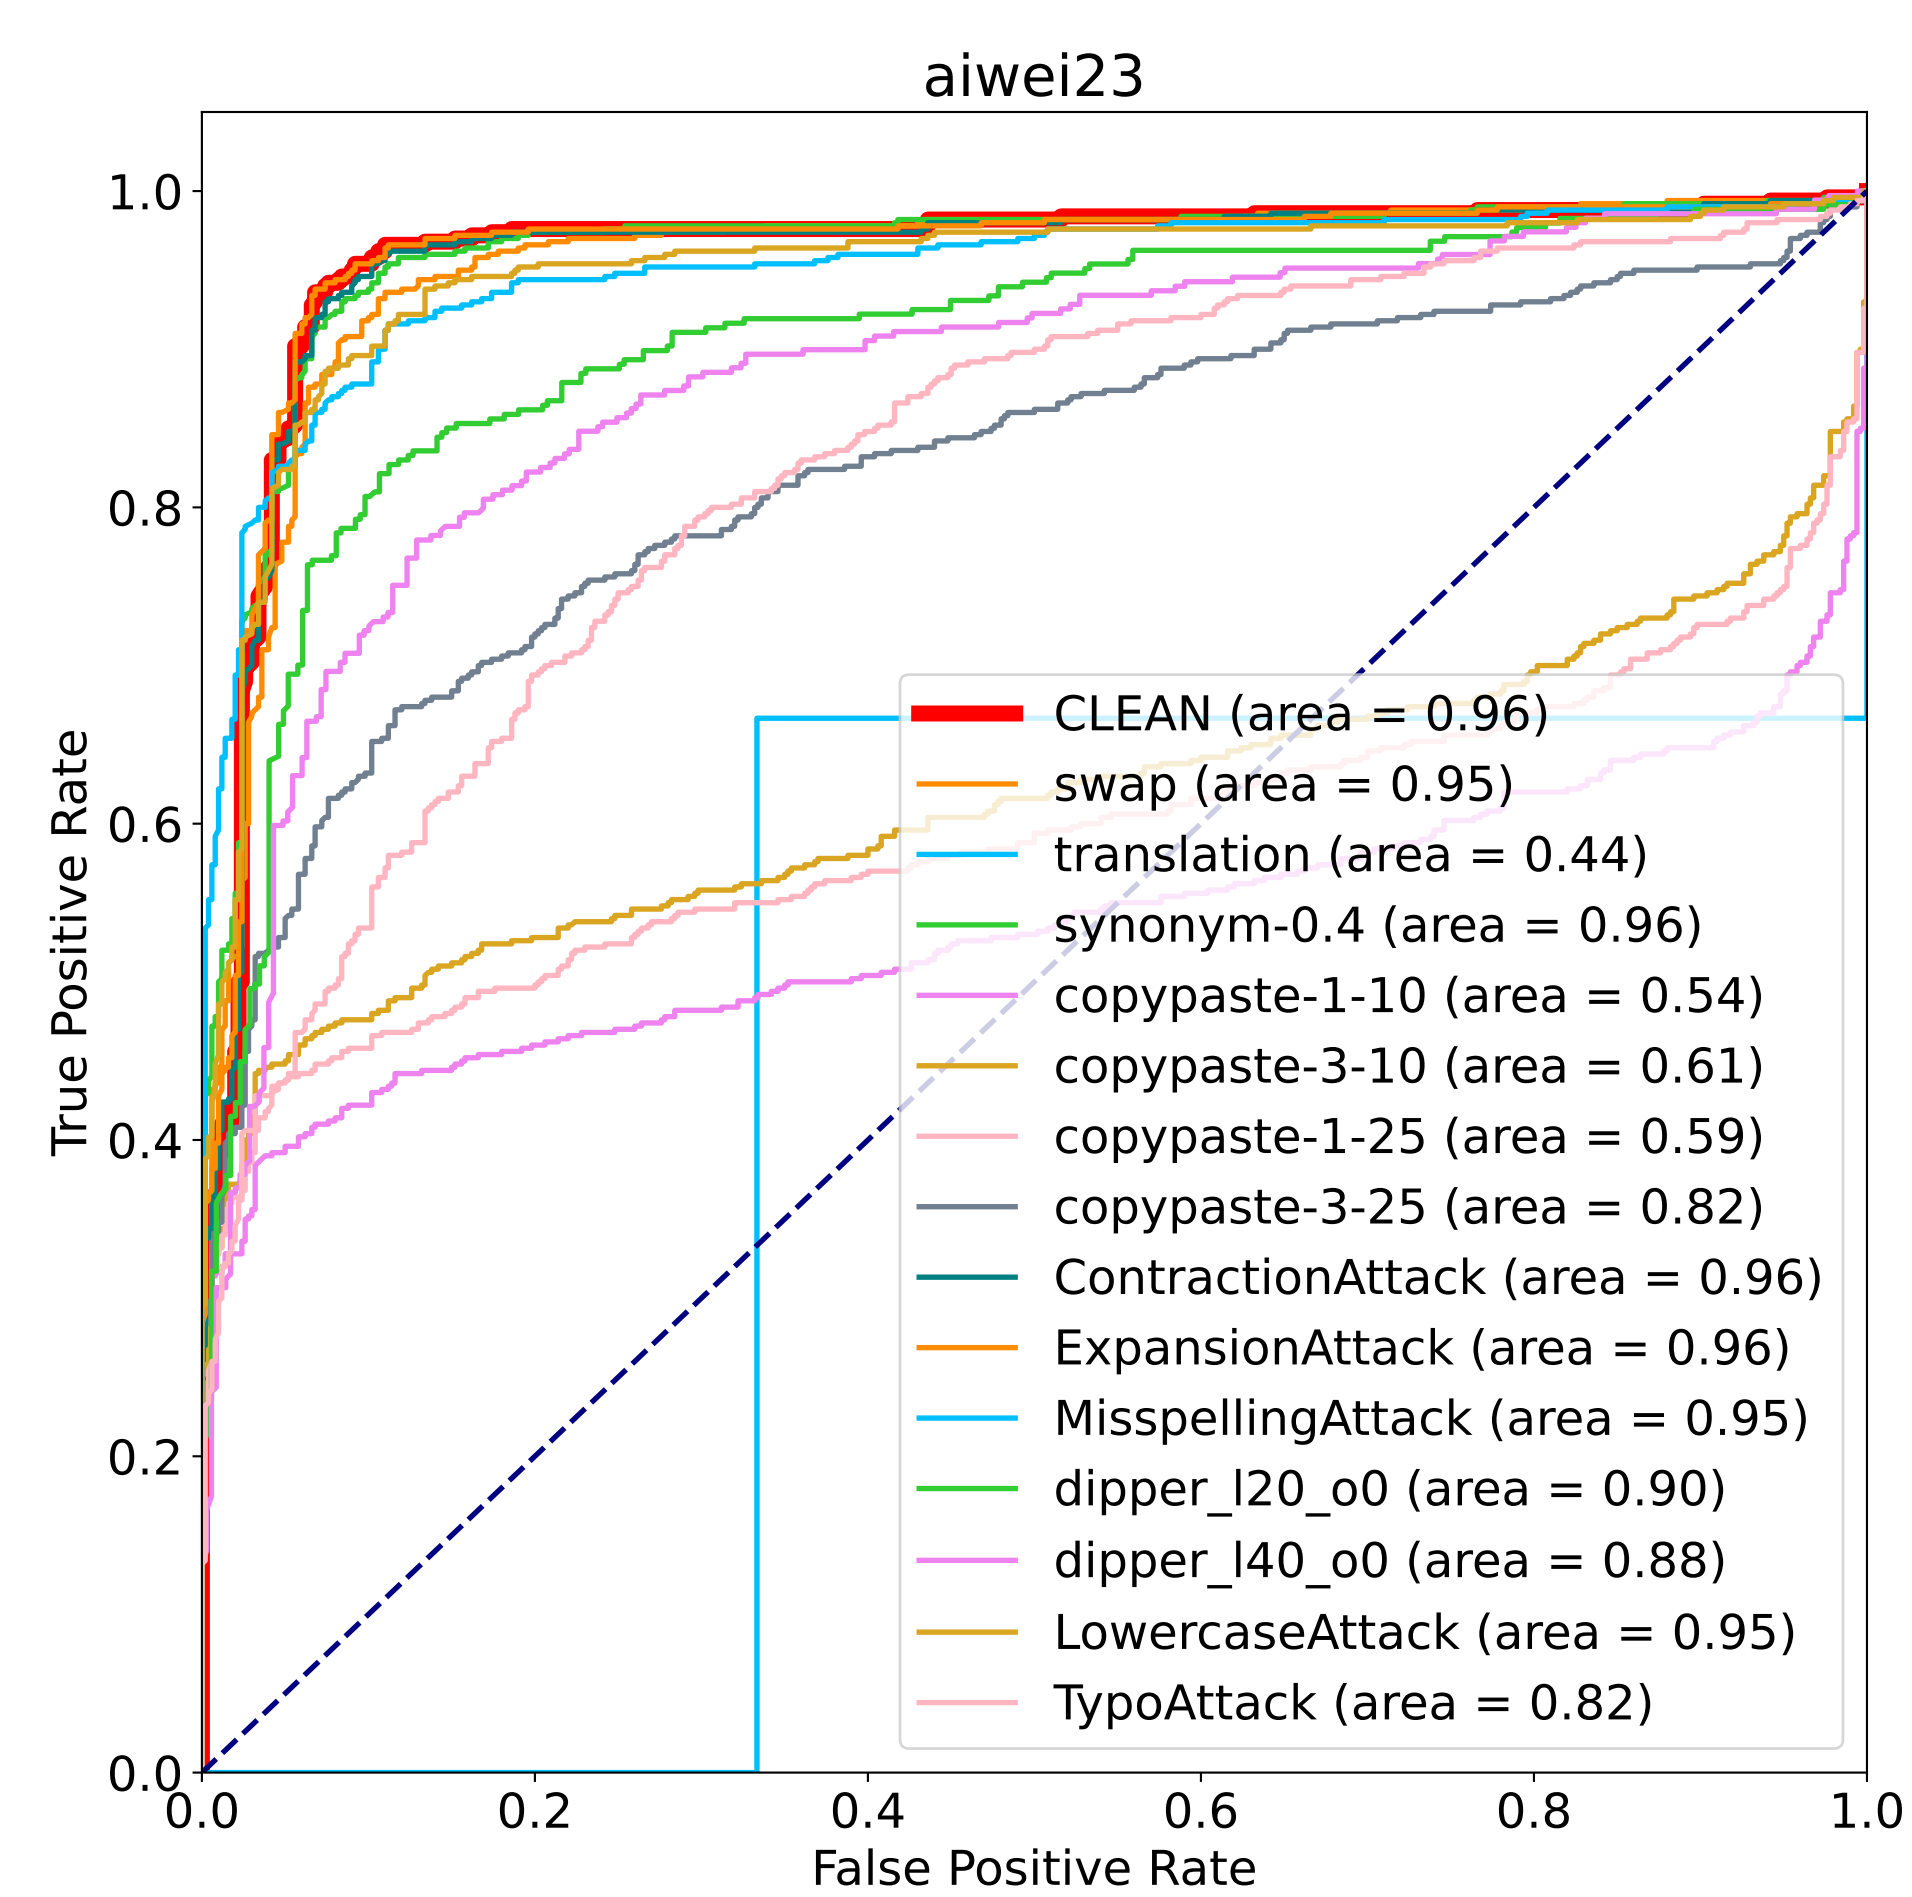 aiwei23
True Positive Rate
1.0
0.8
0.6
0.4
0.2
0.0
CLEAN (area = 0.96)
swap (area = 0.95)
translation (area = 0.44)
synonym-0.4 (area = 0.96)
copypaste-1-10 (area = 0.54)
copypaste-3-10 (area = 0.61)
copypaste-1-25 (area = 0.59)
copypaste-3-25 (area = 0.82)
ContractionAttack (area = 0.96)
ExpansionAttack (area = 0.96)
MisspellingAttack (area = 0.95)
dipper_l20_o0 (area = 0.90)
dipper_l40_o0 (area = 0.88)
LowercaseAttack (area = 0.95)
TypoAttack (area = 0.82)
0.0 0.2 0.4 0.6 0.8 1.0
False Positive Rate